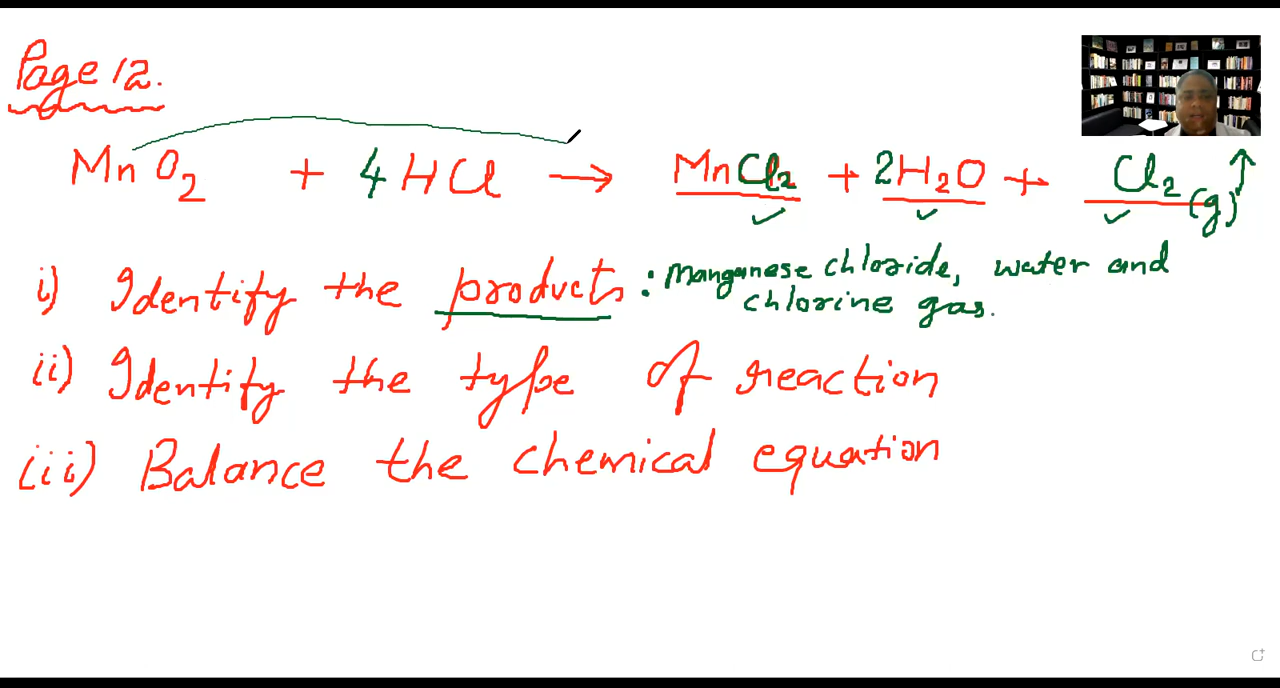 Page 12.
MnO2 + 4HCl → MnCl2 + 2H2O + Cl2(g)↑
i) Identify the products : Manganese chloride, water and
chlorine gas.
ii) Identify the type of reaction
iii) Balance the chemical equation